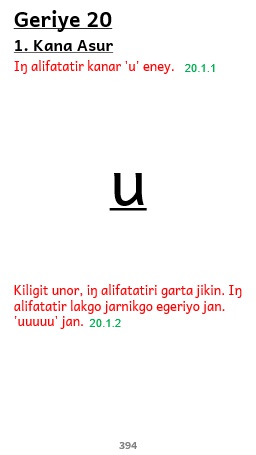 Geriye 20
1. Kana Asur
Iŋ alifatatir kanar 'u' eney. 20.1.1
u
Kiligit unor, iŋ alifatatiri garta jikin. Iŋ
alifatatir lakgo jarnikgo egeriyo jan.
'uuuuu' jan. 20.1.2
394